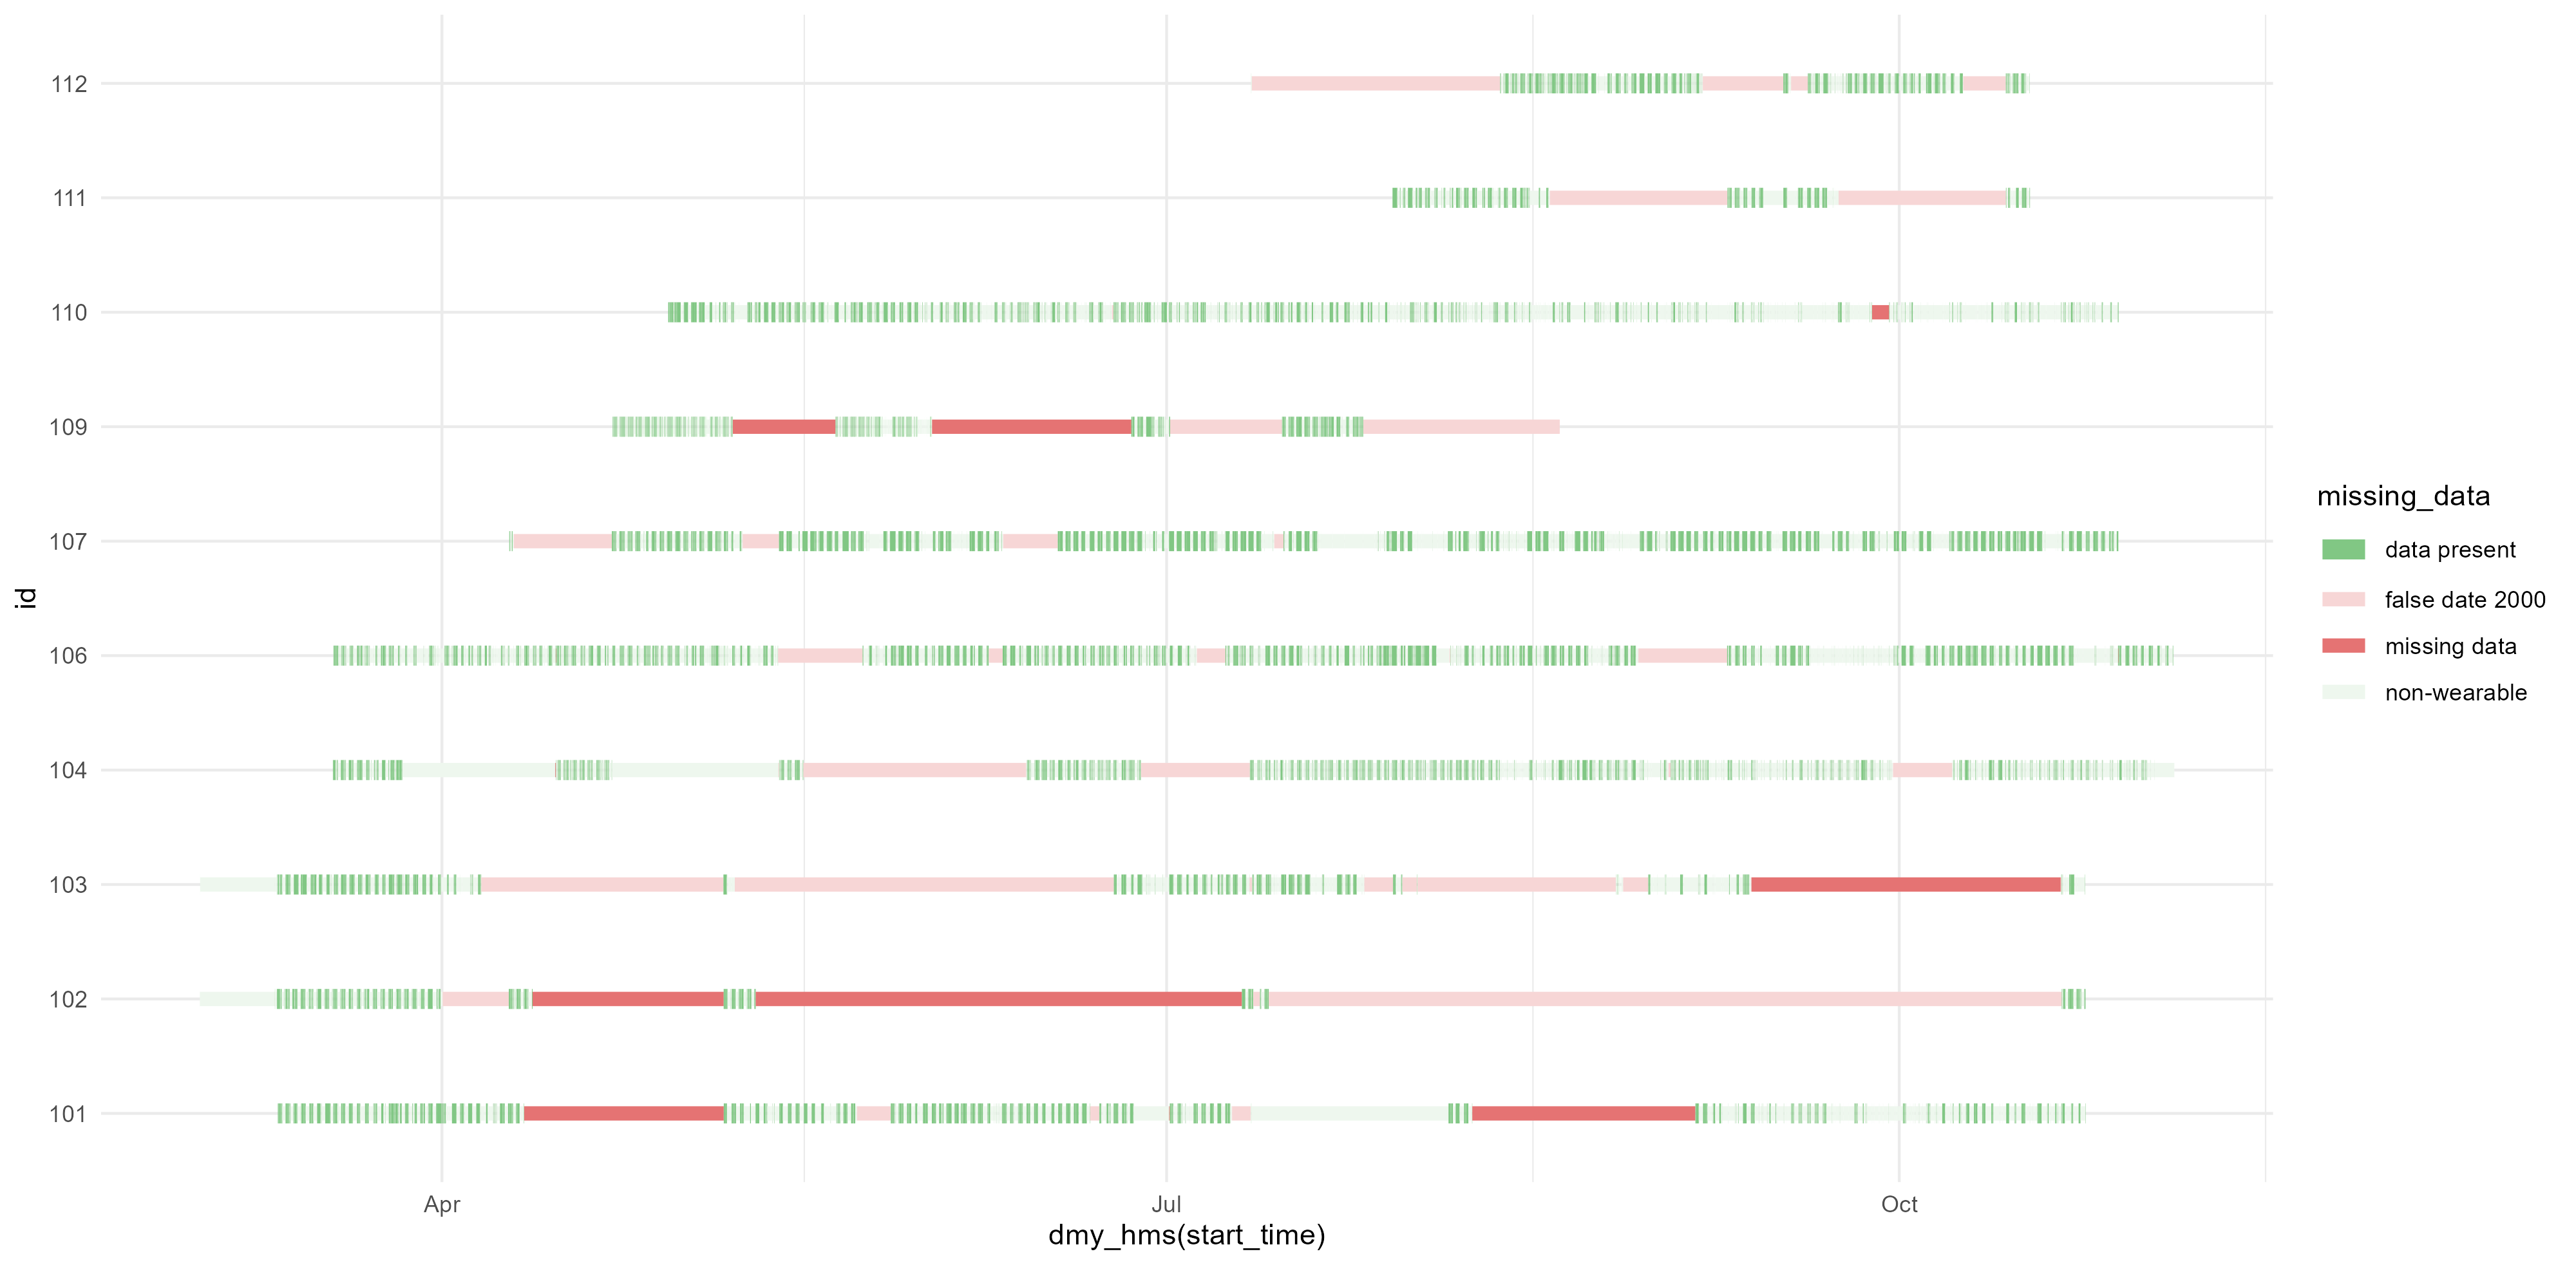 112
111
110
109
107
106
104
103
102
101
id
Apr
Jul
Oct
dmy_hms(start_time)
missing_data
data present
false date 2000
missing data
non-wearable